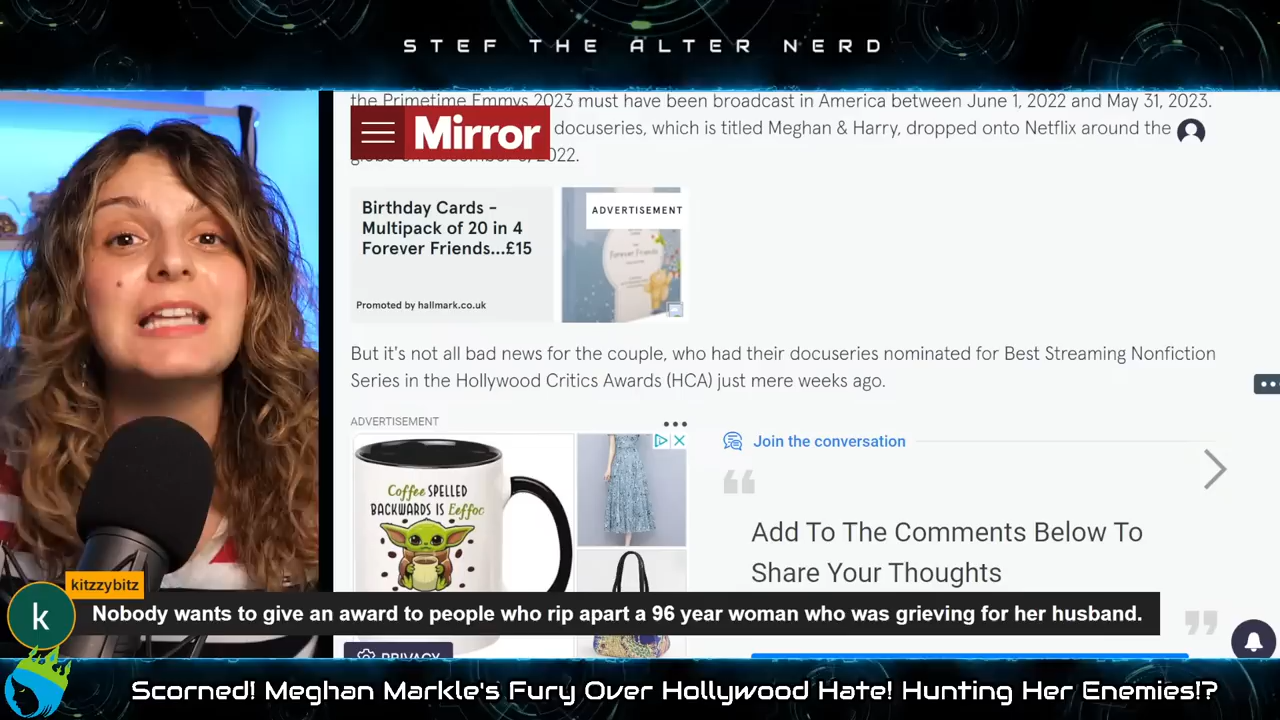 STEF THE ALTER NERD
the Primetime Emmys 2023 must have been broadcast in America between June 1, 2022 and May 31, 2023.
Mirror
docuseries, which is titled Meghan & Harry, dropped onto Netflix around the
2022.
Birthday Cards -
Multipack of 20 in 4
Forever Friends...£15
Promoted by hallmark.co.uk
ADVERTISEMENT
Forever Friends
But it's not all bad news for the couple, who had their docuseries nominated for Best Streaming Nonfiction
Series in the Hollywood Critics Awards (HCA) just mere weeks ago.
ADVERTISEMENT
Coffee SPELLED
BACKWARDS IS Eeffoc
Join the conversation
Add To The Comments Below To
Share Your Thoughts
kitzzybitz
k
Nobody wants to give an award to people who rip apart a 96 year woman who was grieving for her husband.
PRIVACY
Scorned! Meghan Markle's Fury Over Hollywood Hate! Hunting Her Enemies!?